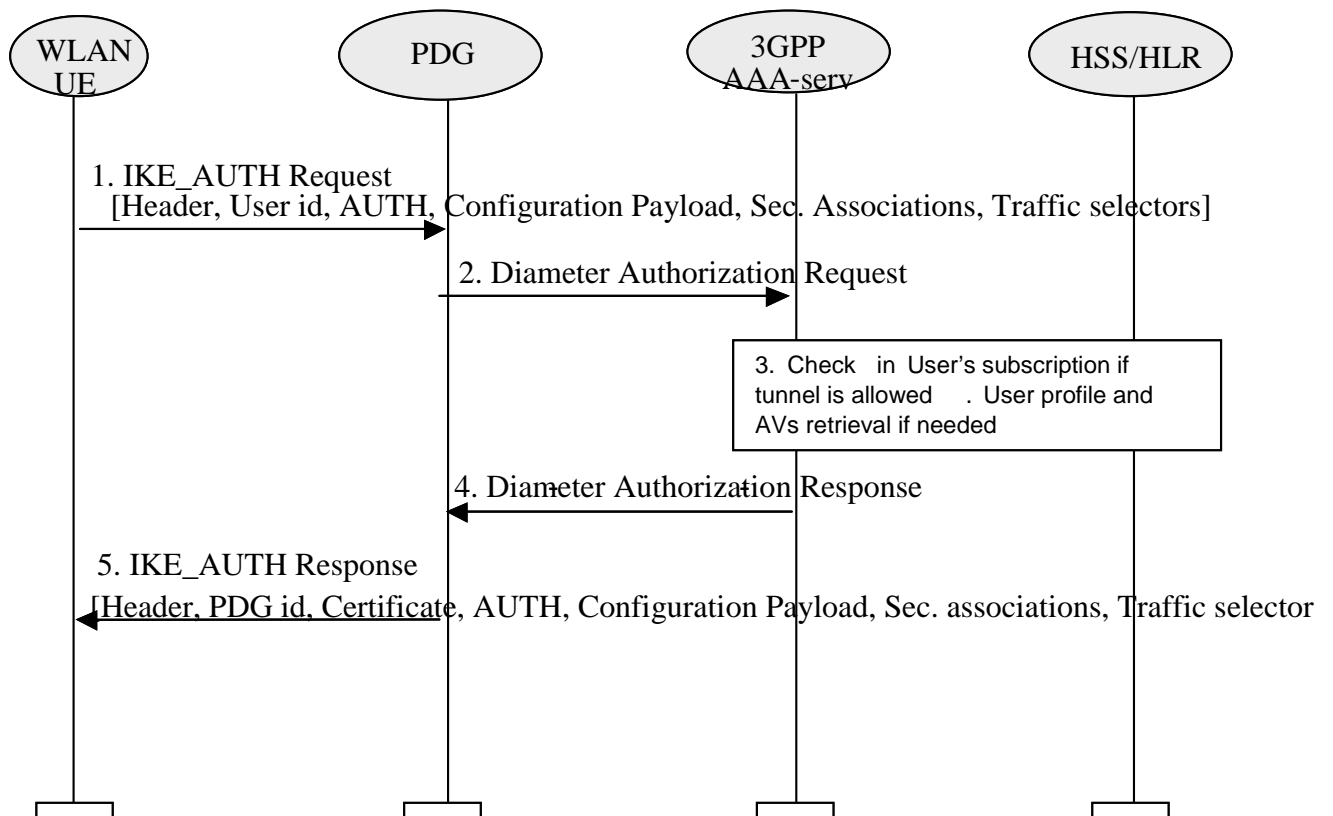 WLAN
UE
PDG
3GPP
AAA-serv
HSS/HLR
1. IKE_AUTH Request
[Header, User id, AUTH, Configuration Payload, Sec. Associations, Traffic selectors]
2. Diameter Authorization Request
3. Check in User's subscription if
tunnel is allowed . User profile and
AVs retrieval if needed
4. Diameter Authorization Response
5. IKE_AUTH Response
[Header, PDG id, Certificate, AUTH, Configuration Payload, Sec. associations, Traffic selector